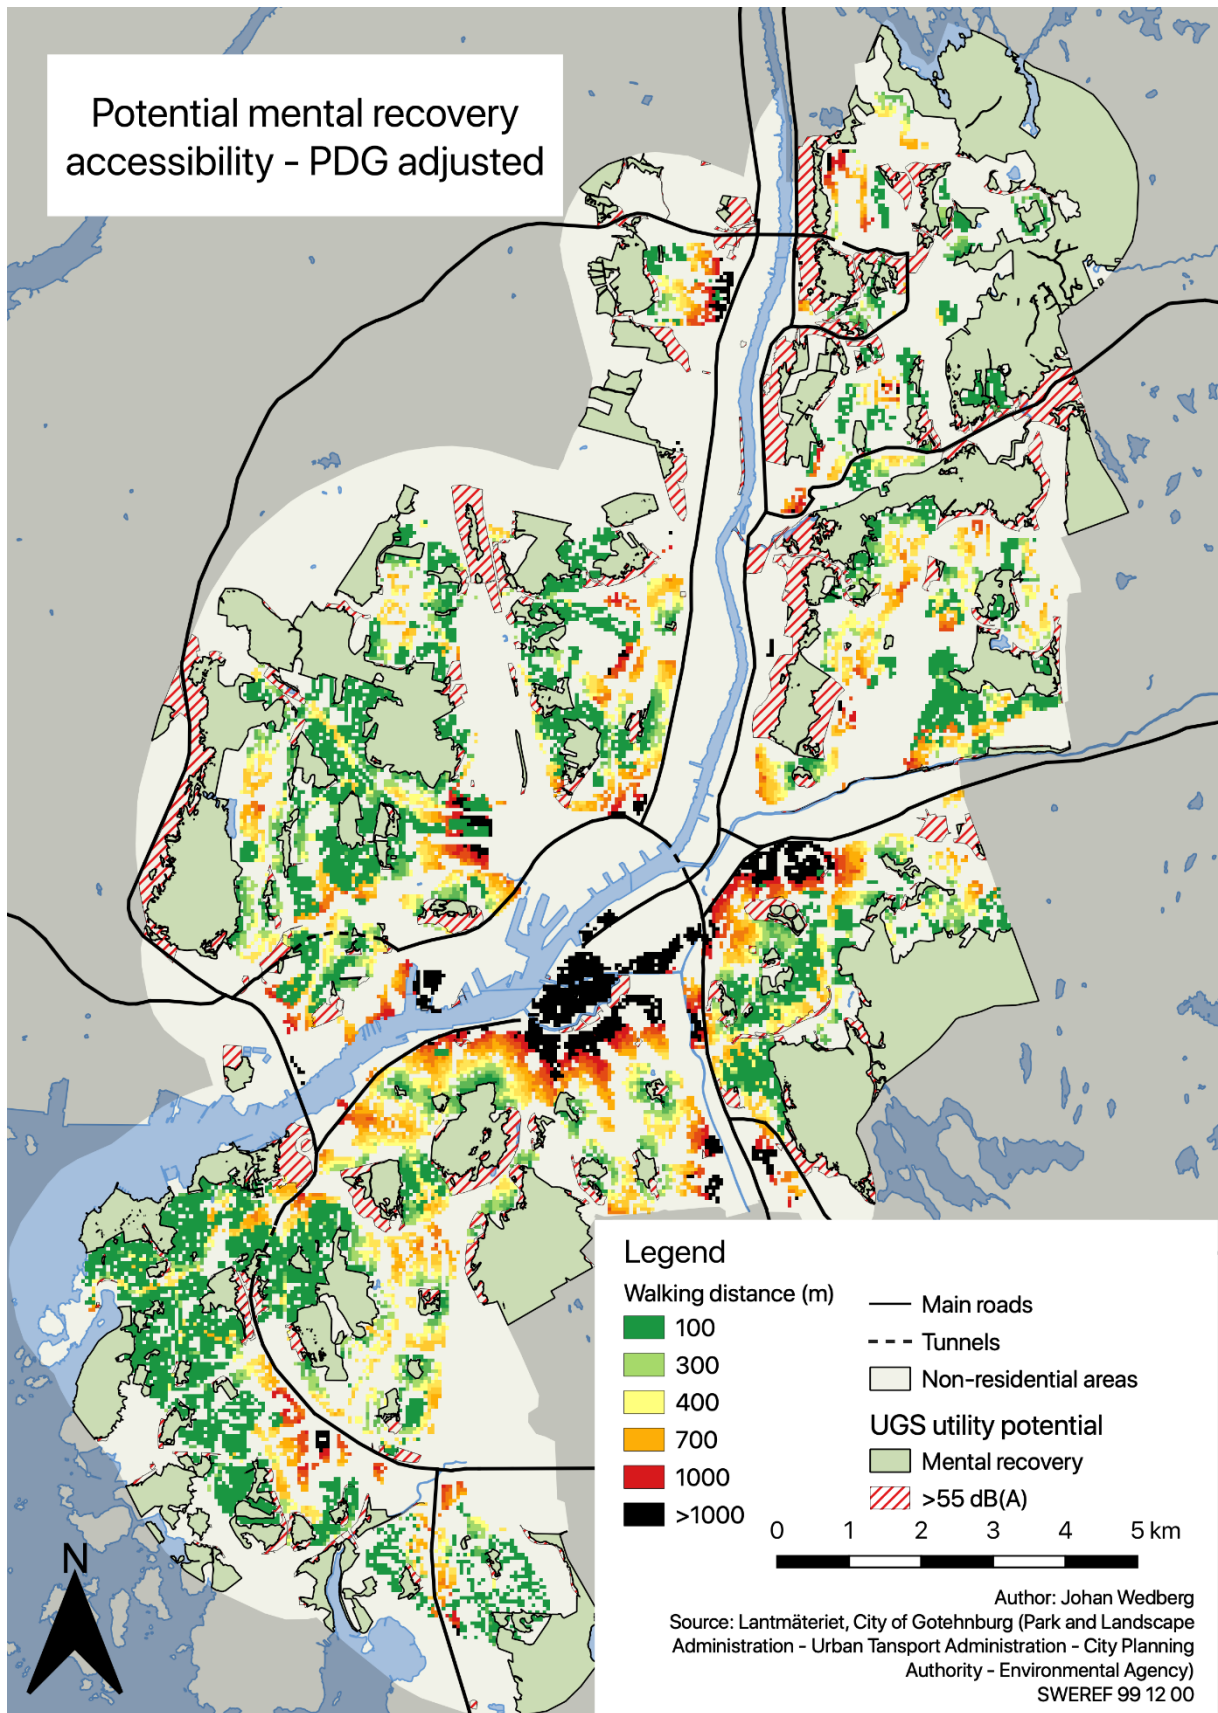 Potential mental recovery
accessibility - PDG adjusted
Legend
Walking distance (m)
100
300
400
700
1000
>1000
Main roads
Tunnels
Non-residential areas
UGS utility potential
Mental recovery
>55 dB(A)
0 1 2 3 4 5 km
N
Author: Johan Wedberg
Source: Lantmäteriet, City of Gotehnburg (Park and Landscape
Administration - Urban Tansport Administration - City Planning
Authority - Environmental Agency)
SWEREF 99 12 00